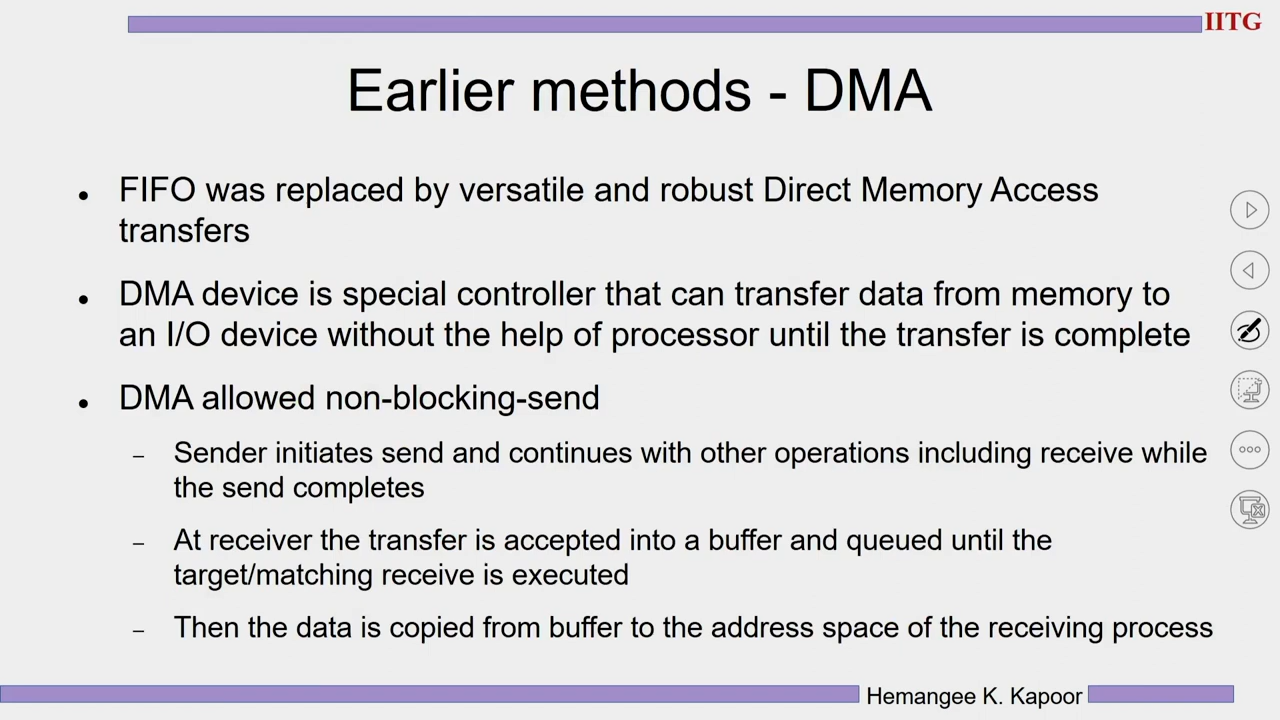 IITG
Earlier methods - DMA
● FIFO was replaced by versatile and robust Direct Memory Access
transfers
● DMA device is special controller that can transfer data from memory to
an I/O device without the help of processor until the transfer is complete
● DMA allowed non-blocking-send
– Sender initiates send and continues with other operations including receive while
the send completes
– At receiver the transfer is accepted into a buffer and queued until the
target/matching receive is executed
– Then the data is copied from buffer to the address space of the receiving process
Hemangee K. Kapoor